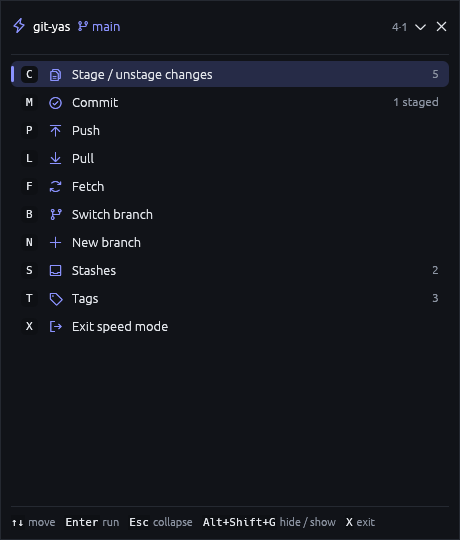 git-yas main 4·1
C Stage / unstage changes 5
M Commit 1 staged
P Push
L Pull
F Fetch
B Switch branch
N New branch
S Stashes 2
T Tags 3
X Exit speed mode
↑↓ move Enter run Esc collapse Alt+Shift+G hide / show X exit